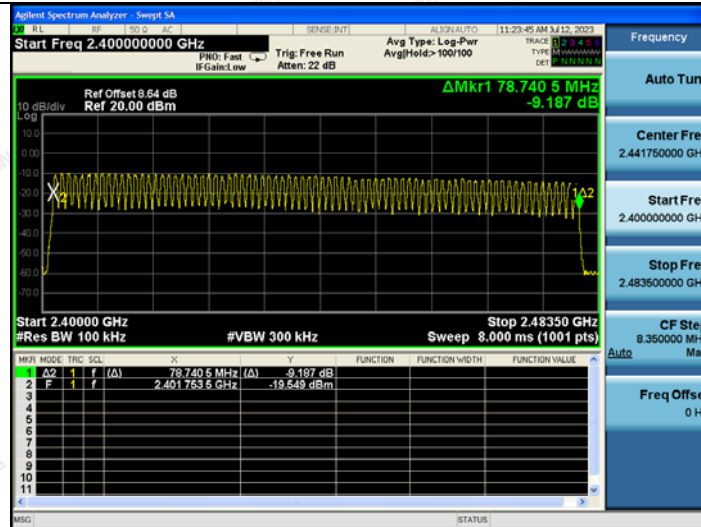 Agilent Spectrum Analyzer - Swept SA
RL RF 50 Ω AC SENSE:INT ALIGNAUTO 11:23:45 AM Jul 12, 2023
Start Freq 2.400000000 GHz
PNO: Fast
IFGain:Low
Trig: Free Run
Atten: 22 dB
Avg Type: Log-Pwr
Avg|Hold:>100/100
TRACE 1 2 3 4 5 6
TYPE M
DET P N N N N N
ΔMkr1 78.740 5 MHz
-9.187 dB
Ref Offset 8.64 dB
10 dB/div Ref 20.00 dBm
Log
10.0
0.00
-10.0
-20.0
-30.0
-40.0
-50.0
-60.0
-70.0
2
1Δ2
Start 2.40000 GHz Stop 2.48350 GHz
#Res BW 100 kHz #VBW 300 kHz Sweep 8.000 ms (1001 pts)
MKR MODE TRC SCL X Y FUNCTION FUNCTION WIDTH FUNCTION VALUE
1 Δ2 1 f (Δ) 78.740 5 MHz (Δ) -9.187 dB
2 F 1 f 2.401 753 5 GHz -19.549 dBm
3
4
5
6
7
8
9
10
11
MSG STATUS
Frequency
Auto Tun
Center Fre
2.441750000 GH
Start Fre
2.400000000 GH
Stop Fre
2.483500000 GH
CF Ste
8.350000 MH
Auto Ma
Freq Offse
0 H